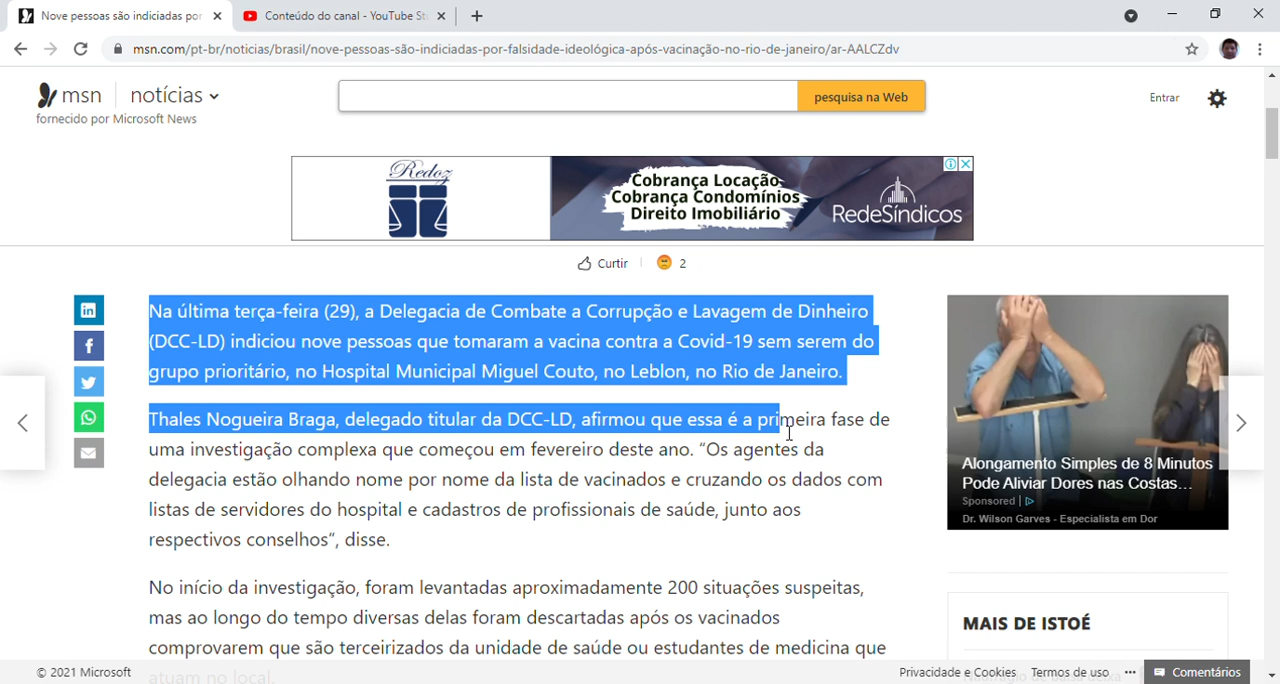 Nove pessoas são indiciadas por
Conteúdo do canal - YouTube St
msn.com/pt-br/noticias/brasil/nove-pessoas-são-indiciadas-por-falsidade-ideológica-após-vacinação-no-rio-de-janeiro/ar-AALCZdv
msn notícias
fornecido por Microsoft News
pesquisa na Web
Entrar
Redoz
Cobrança Locação
Cobrança Condomínios
Direito Imobiliário
RedeSíndicos
Curtir 2
Na última terça-feira (29), a Delegacia de Combate a Corrupção e Lavagem de Dinheiro
(DCC-LD) indiciou nove pessoas que tomaram a vacina contra a Covid-19 sem serem do
grupo prioritário, no Hospital Municipal Miguel Couto, no Leblon, no Rio de Janeiro.
Thales Nogueira Braga, delegado titular da DCC-LD, afirmou que essa é a primeira fase de
uma investigação complexa que começou em fevereiro deste ano. “Os agentes da
delegacia estão olhando nome por nome da lista de vacinados e cruzando os dados com
listas de servidores do hospital e cadastros de profissionais de saúde, junto aos
respectivos conselhos”, disse.
No início da investigação, foram levantadas aproximadamente 200 situações suspeitas,
mas ao longo do tempo diversas delas foram descartadas após os vacinados
comprovarem que são terceirizados da unidade de saúde ou estudantes de medicina que
atuam no local.
Alongamento Simples de 8 Minutos
Pode Aliviar Dores nas Costas...
Sponsored
Dr. Wilson Garves - Especialista em Dor
MAIS DE ISTOÉ
© 2021 Microsoft
Privacidade e Cookies Termos de uso ... Comentários